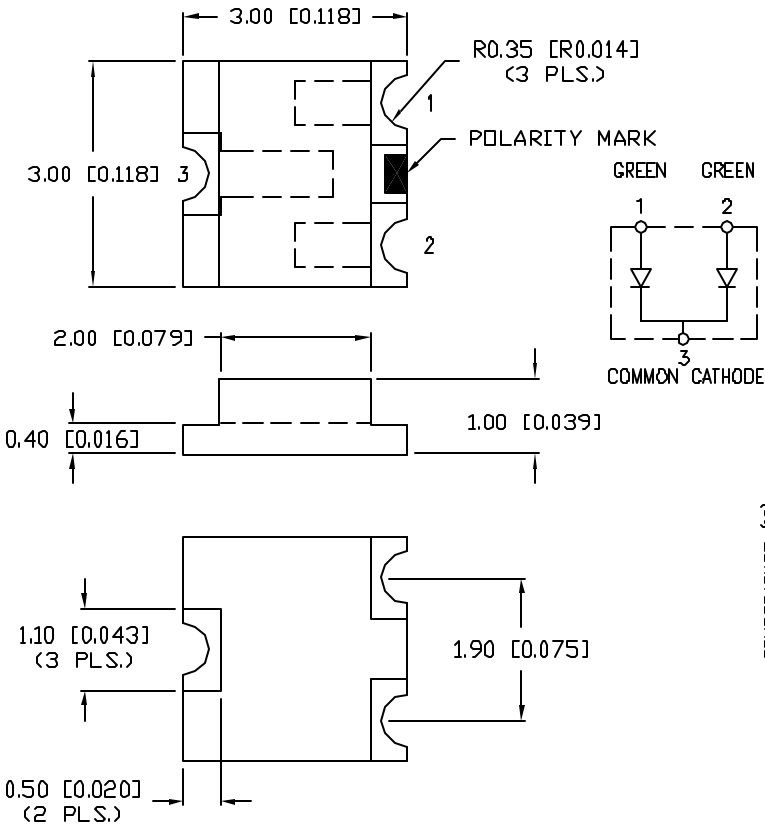 3.00 [0.118]
R0.35 [R0.014]
(3 PLS.)
1
POLARITY MARK
3.00 [0.118]
3
GREEN
GREEN
1
2
2
3
COMMON CATHODE
2.00 [0.079]
0.40 [0.016]
1.00 [0.039]
1.10 [0.043]
(3 PLS.)
1.90 [0.075]
0.50 [0.020]
(2 PLS.)